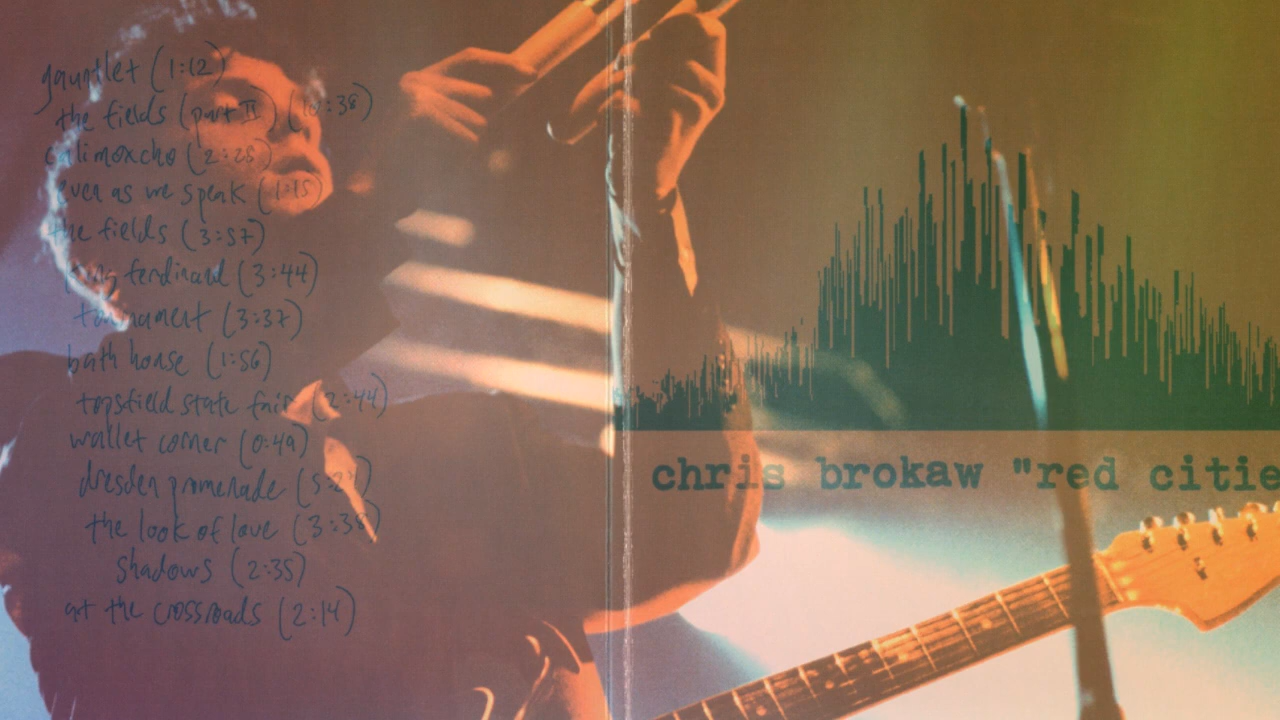 gauntlet (1:12)
the fields (part II) (10:38)
calimoxcho (2:28)
even as we speak (1:15)
the fields (3:57)
king ferdinand (3:44)
tournament (3:37)
bath house (1:56)
topsfield state fair (2:44)
wallet corner (0:49)
dresden promenade
the look of love (3:38)
shadows (2:35)
at the crossroads (2:14)
chris brokaw "red citie